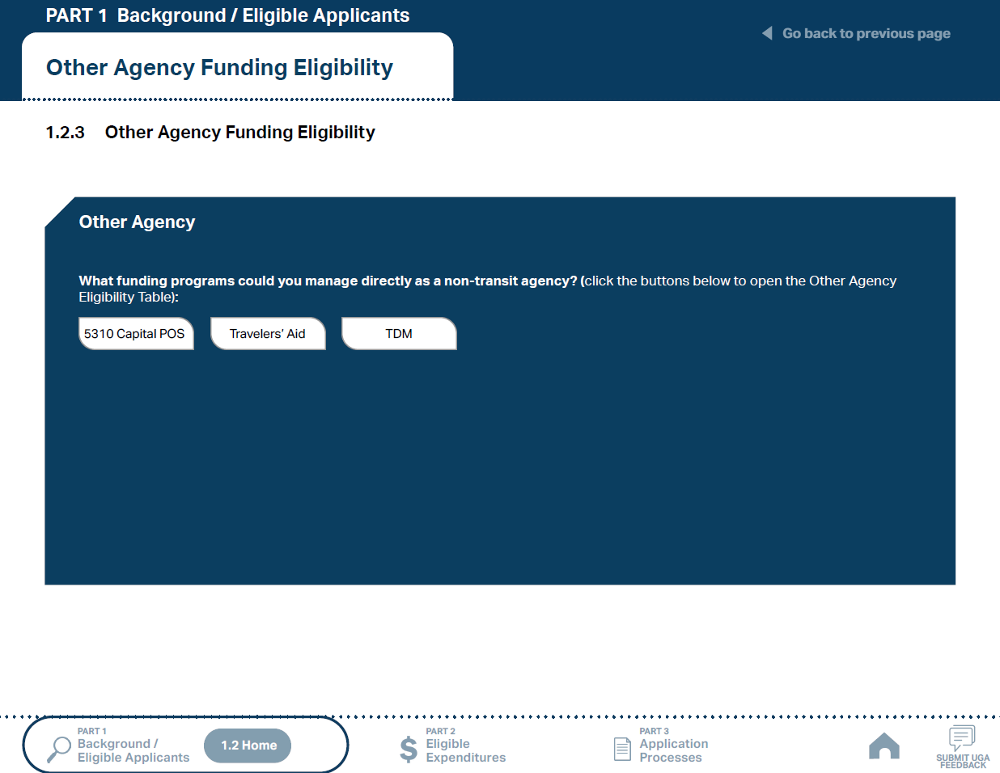 PART 1 Background / Eligible Applicants
Go back to previous page
Other Agency Funding Eligibility
1.2.3 Other Agency Funding Eligibility
Other Agency
What funding programs could you manage directly as a non-transit agency? (click the buttons below to open the Other Agency
Eligibility Table):
5310 Capital POS
Travelers’ Aid
TDM
PART 1
Background /
Eligible Applicants
1.2 Home
PART 2
Eligible
Expenditures
PART 3
Application
Processes
SUBMIT UGA
FEEDBACK